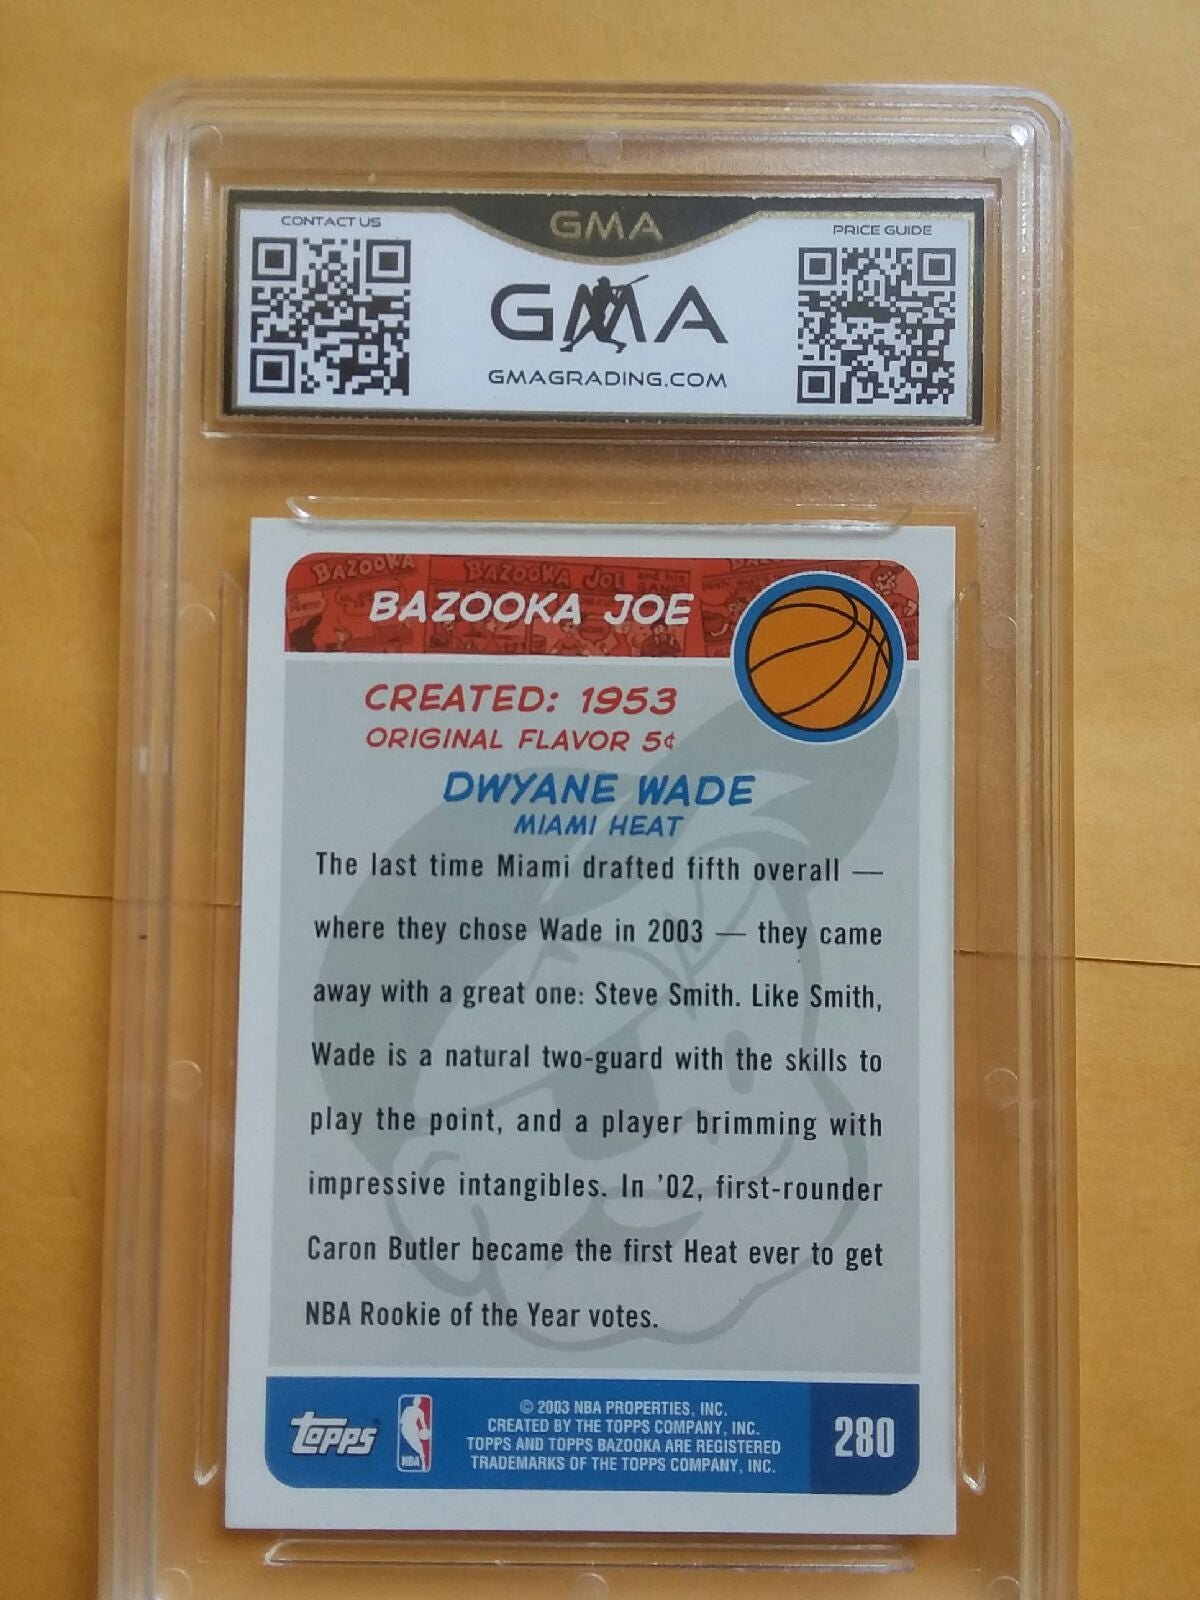 GMA
CONTACT US
PRICE GUIDE
GMA
GMAGRADING.COM
BAZOOKA
BAZOOKA JOE and his
BAZOOKA JOE
CREATED: 1953
ORIGINAL FLAVOR 5¢
DWYANE WADE
MIAMI HEAT
The last time Miami drafted fifth overall —
where they chose Wade in 2003 — they came
away with a great one: Steve Smith. Like Smith,
Wade is a natural two-guard with the skills to
play the point, and a player brimming with
impressive intangibles. In ’02, first-rounder
Caron Butler became the first Heat ever to get
NBA Rookie of the Year votes.
Topps
NBA
© 2003 NBA PROPERTIES, INC.
CREATED BY THE TOPPS COMPANY, INC.
TOPPS AND TOPPS BAZOOKA ARE REGISTERED
TRADEMARKS OF THE TOPPS COMPANY, INC.
280